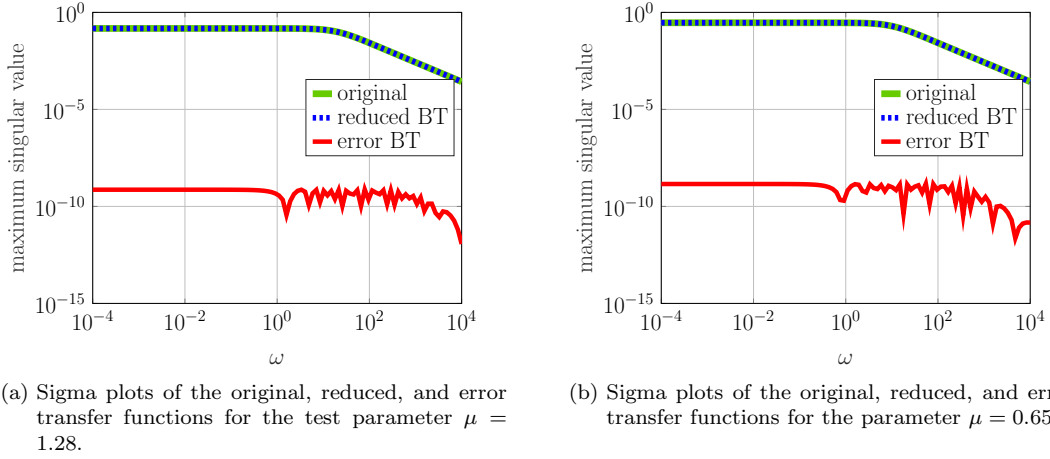 10^0
10^−5
10^−10
10^−15
maximum singular value
original
reduced BT
error BT
10^−4
10^−2
10^0
10^2
10^4
ω
(a) Sigma plots of the original, reduced, and error
transfer functions for the test parameter μ =
1.28.
10^0
10^−5
10^−10
10^−15
maximum singular value
original
reduced BT
error BT
10^−4
10^−2
10^0
10^2
10^4
ω
(b) Sigma plots of the original, reduced, and err
transfer functions for the parameter μ = 0.65